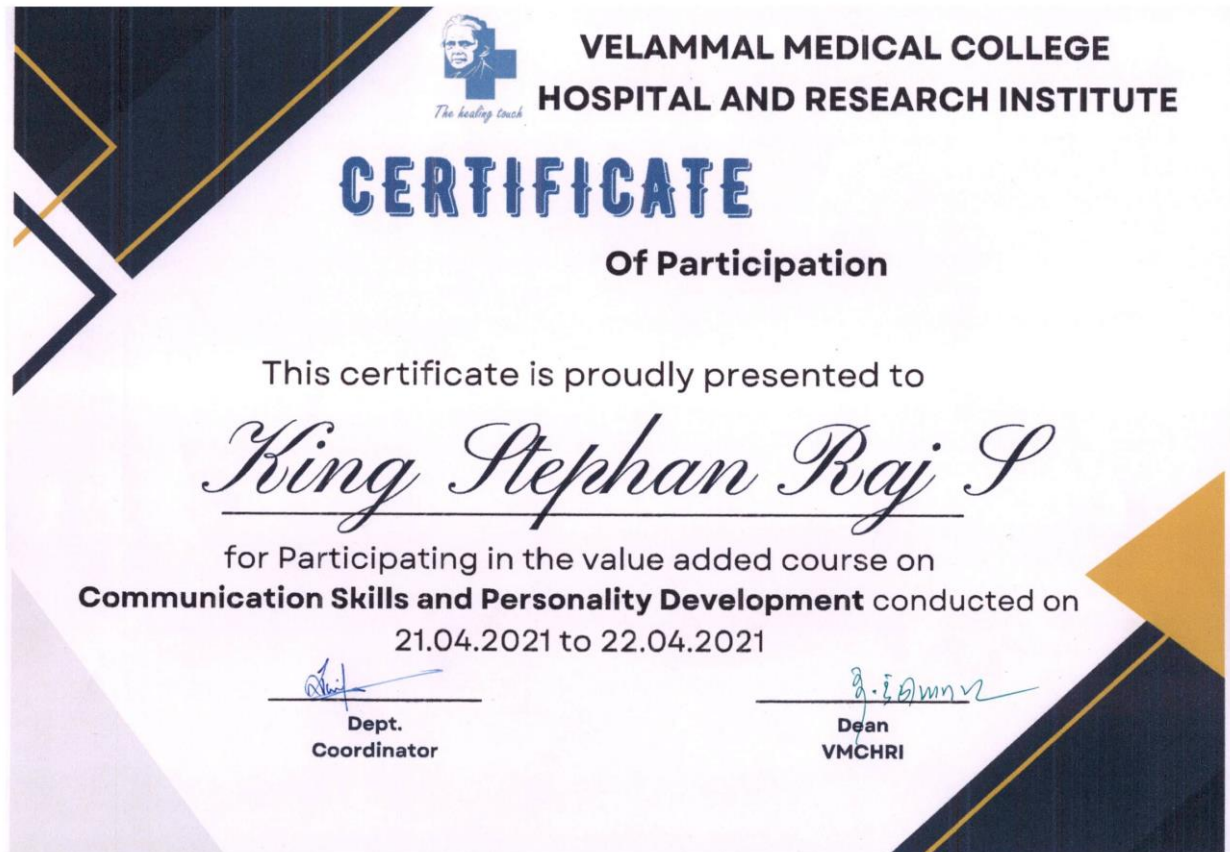 VELAMMAL MEDICAL COLLEGE
HOSPITAL AND RESEARCH INSTITUTE
The healing touch
CERTIFICATE
Of Participation
This certificate is proudly presented to
King Stephan Raj S
for Participating in the value added course on
Communication Skills and Personality Development conducted on
21.04.2021 to 22.04.2021
Dept.
Coordinator
Dean
VMCHRI